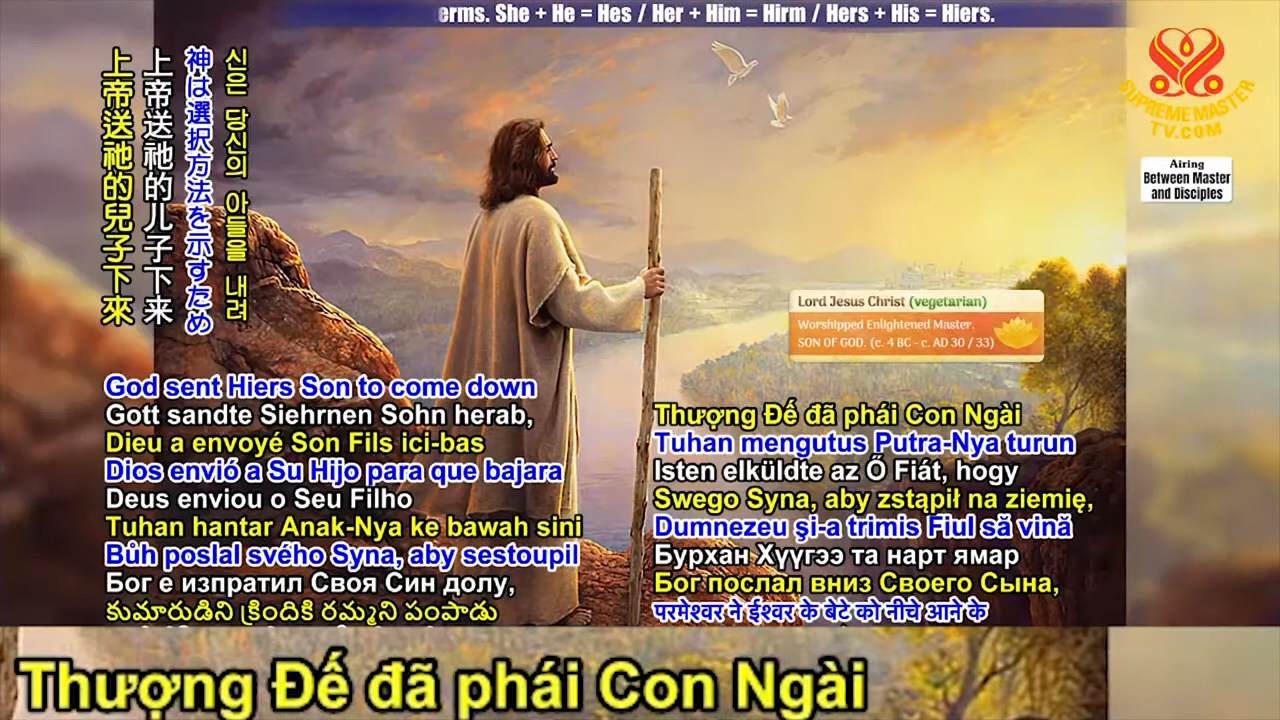 erms. She + He = Hes / Her + Him = Hirm / Hers + His = Hiers.
SUPREME MASTER
TV.COM
Airing
Between Master
and Disciples
上帝送祂的兒子下來
上帝送祂的儿子下来
神は選択方法を示すため
신은 당신의 아들을 내려
Lord Jesus Christ (vegetarian)
Worshipped Enlightened Master.
SON OF GOD. (c. 4 BC - c. AD 30 / 33)
God sent Hiers Son to come down
Gott sandte Siehrnen Sohn herab,
Dieu a envoyé Son Fils ici-bas
Dios envió a Su Hijo para que bajara
Deus enviou o Seu Filho
Tuhan hantar Anak-Nya ke bawah sini
Bůh poslal svého Syna, aby sestoupil
Бог е изпратил Своя Син долу,
కుమారుడిని క్రిందికి రమ్మని పంపాడు
Thượng Đế đã phái Con Ngài
Tuhan mengutus Putra-Nya turun
Isten elküldte az Ő Fiát, hogy
Swego Syna, aby zstąpił na ziemię,
Dumnezeu şi-a trimis Fiul să vină
Бурхан Хүүгээ та нарт ямар
Бог послал вниз Своего Сына,
परमेश्वर ने ईश्वर के बेटे को नीचे आने के
Thượng Đế đã phái Con Ngài